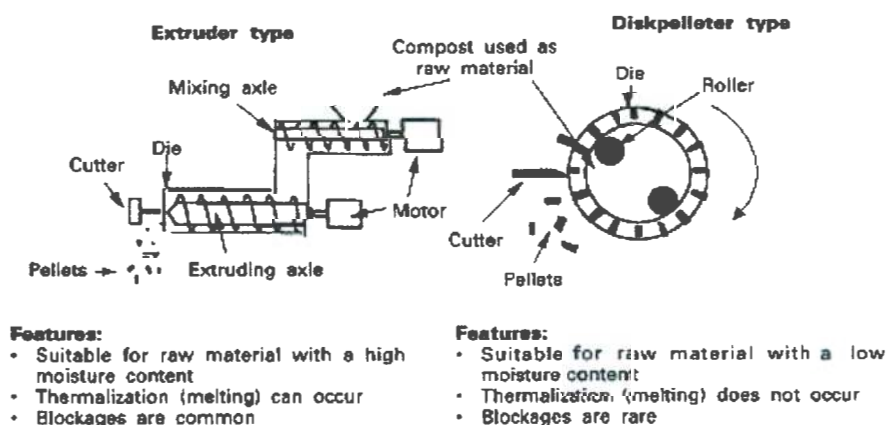 Extruder type
Diskpelleter type
Compost used as
raw material
Mixing axle
Die
Roller
Die
Cutter
Motor
Cutter
Pellets
Extruding axle
Pellets
Features:
• Suitable for raw material with a high
moisture content
• Thermalization (melting) can occur
• Blockages are common
Features:
• Suitable for raw material with a low
moisture content
• Thermalization (melting) does not occur
• Blockages are rare